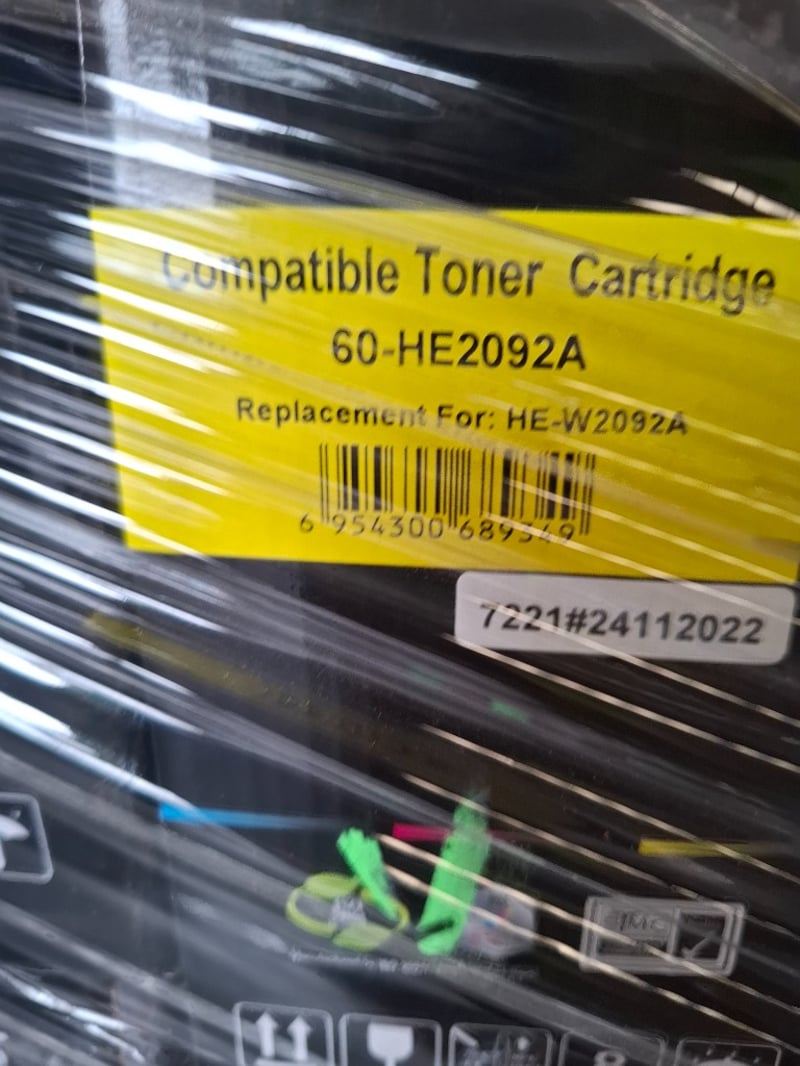 Compatible Toner Cartridge
60-HE2092A
Replacement For: HE-W2092A
6 954300 689349
7221#24112022